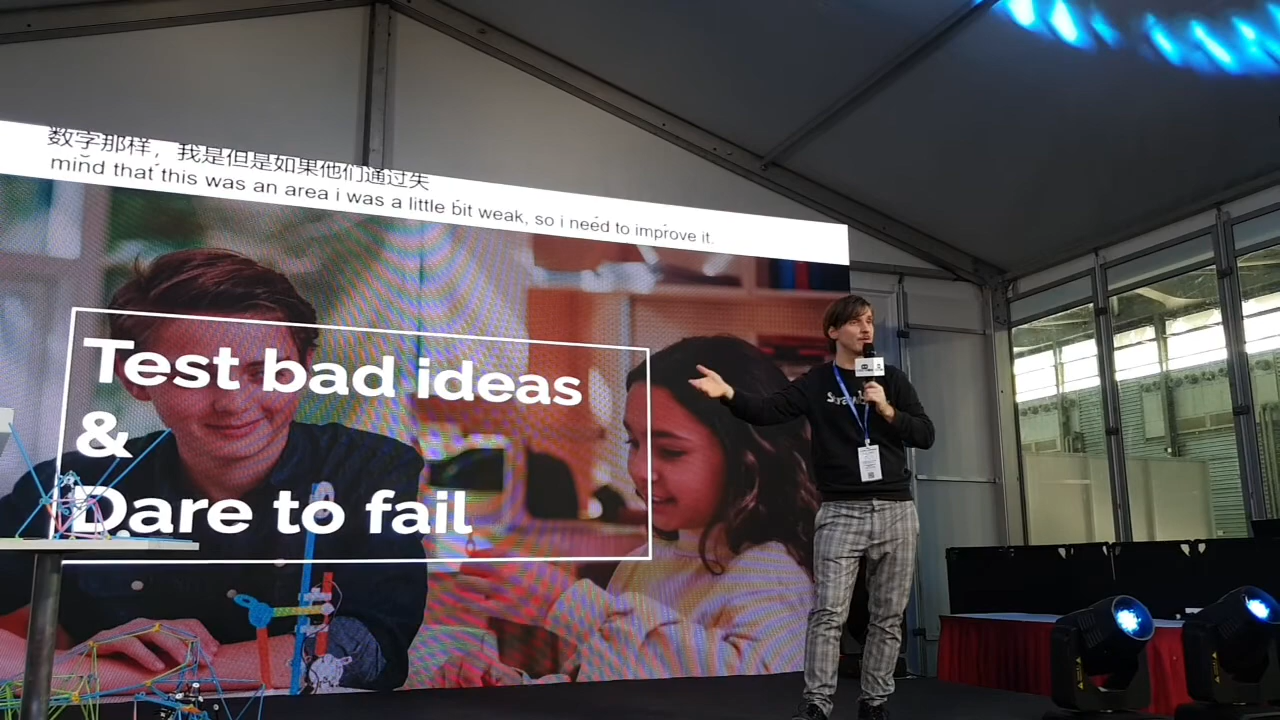 数字那样，我是但是如果他们通过失
mind that this was an area i was a little bit weak, so i need to improve it.
Test bad ideas
&
Dare to fail